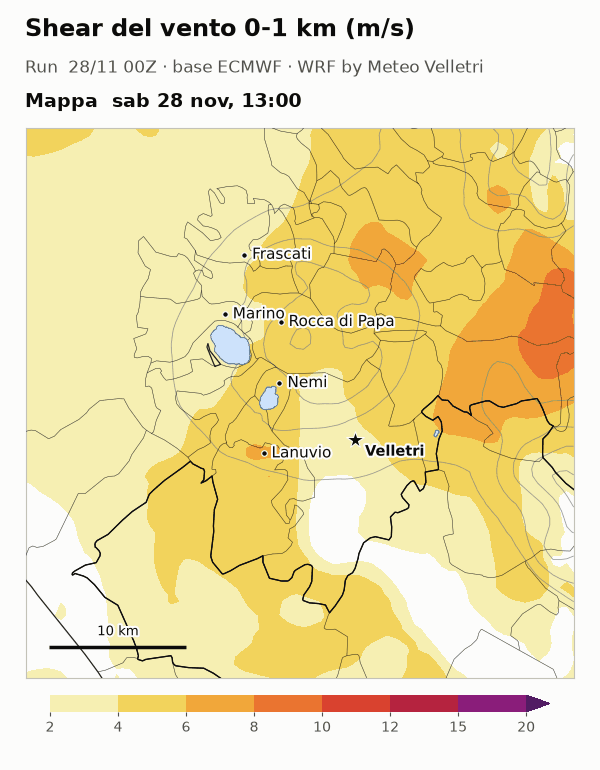 Shear del vento 0-1 km (m/s)
Run  28/11 00Z · base ECMWF · WRF by Meteo Velletri
Mappa  sab 28 nov, 13:00
Frascati
Marino
Rocca di Papa
Nemi
Velletri
Lanuvio
10 km
2 4 6 8 10 12 15 20